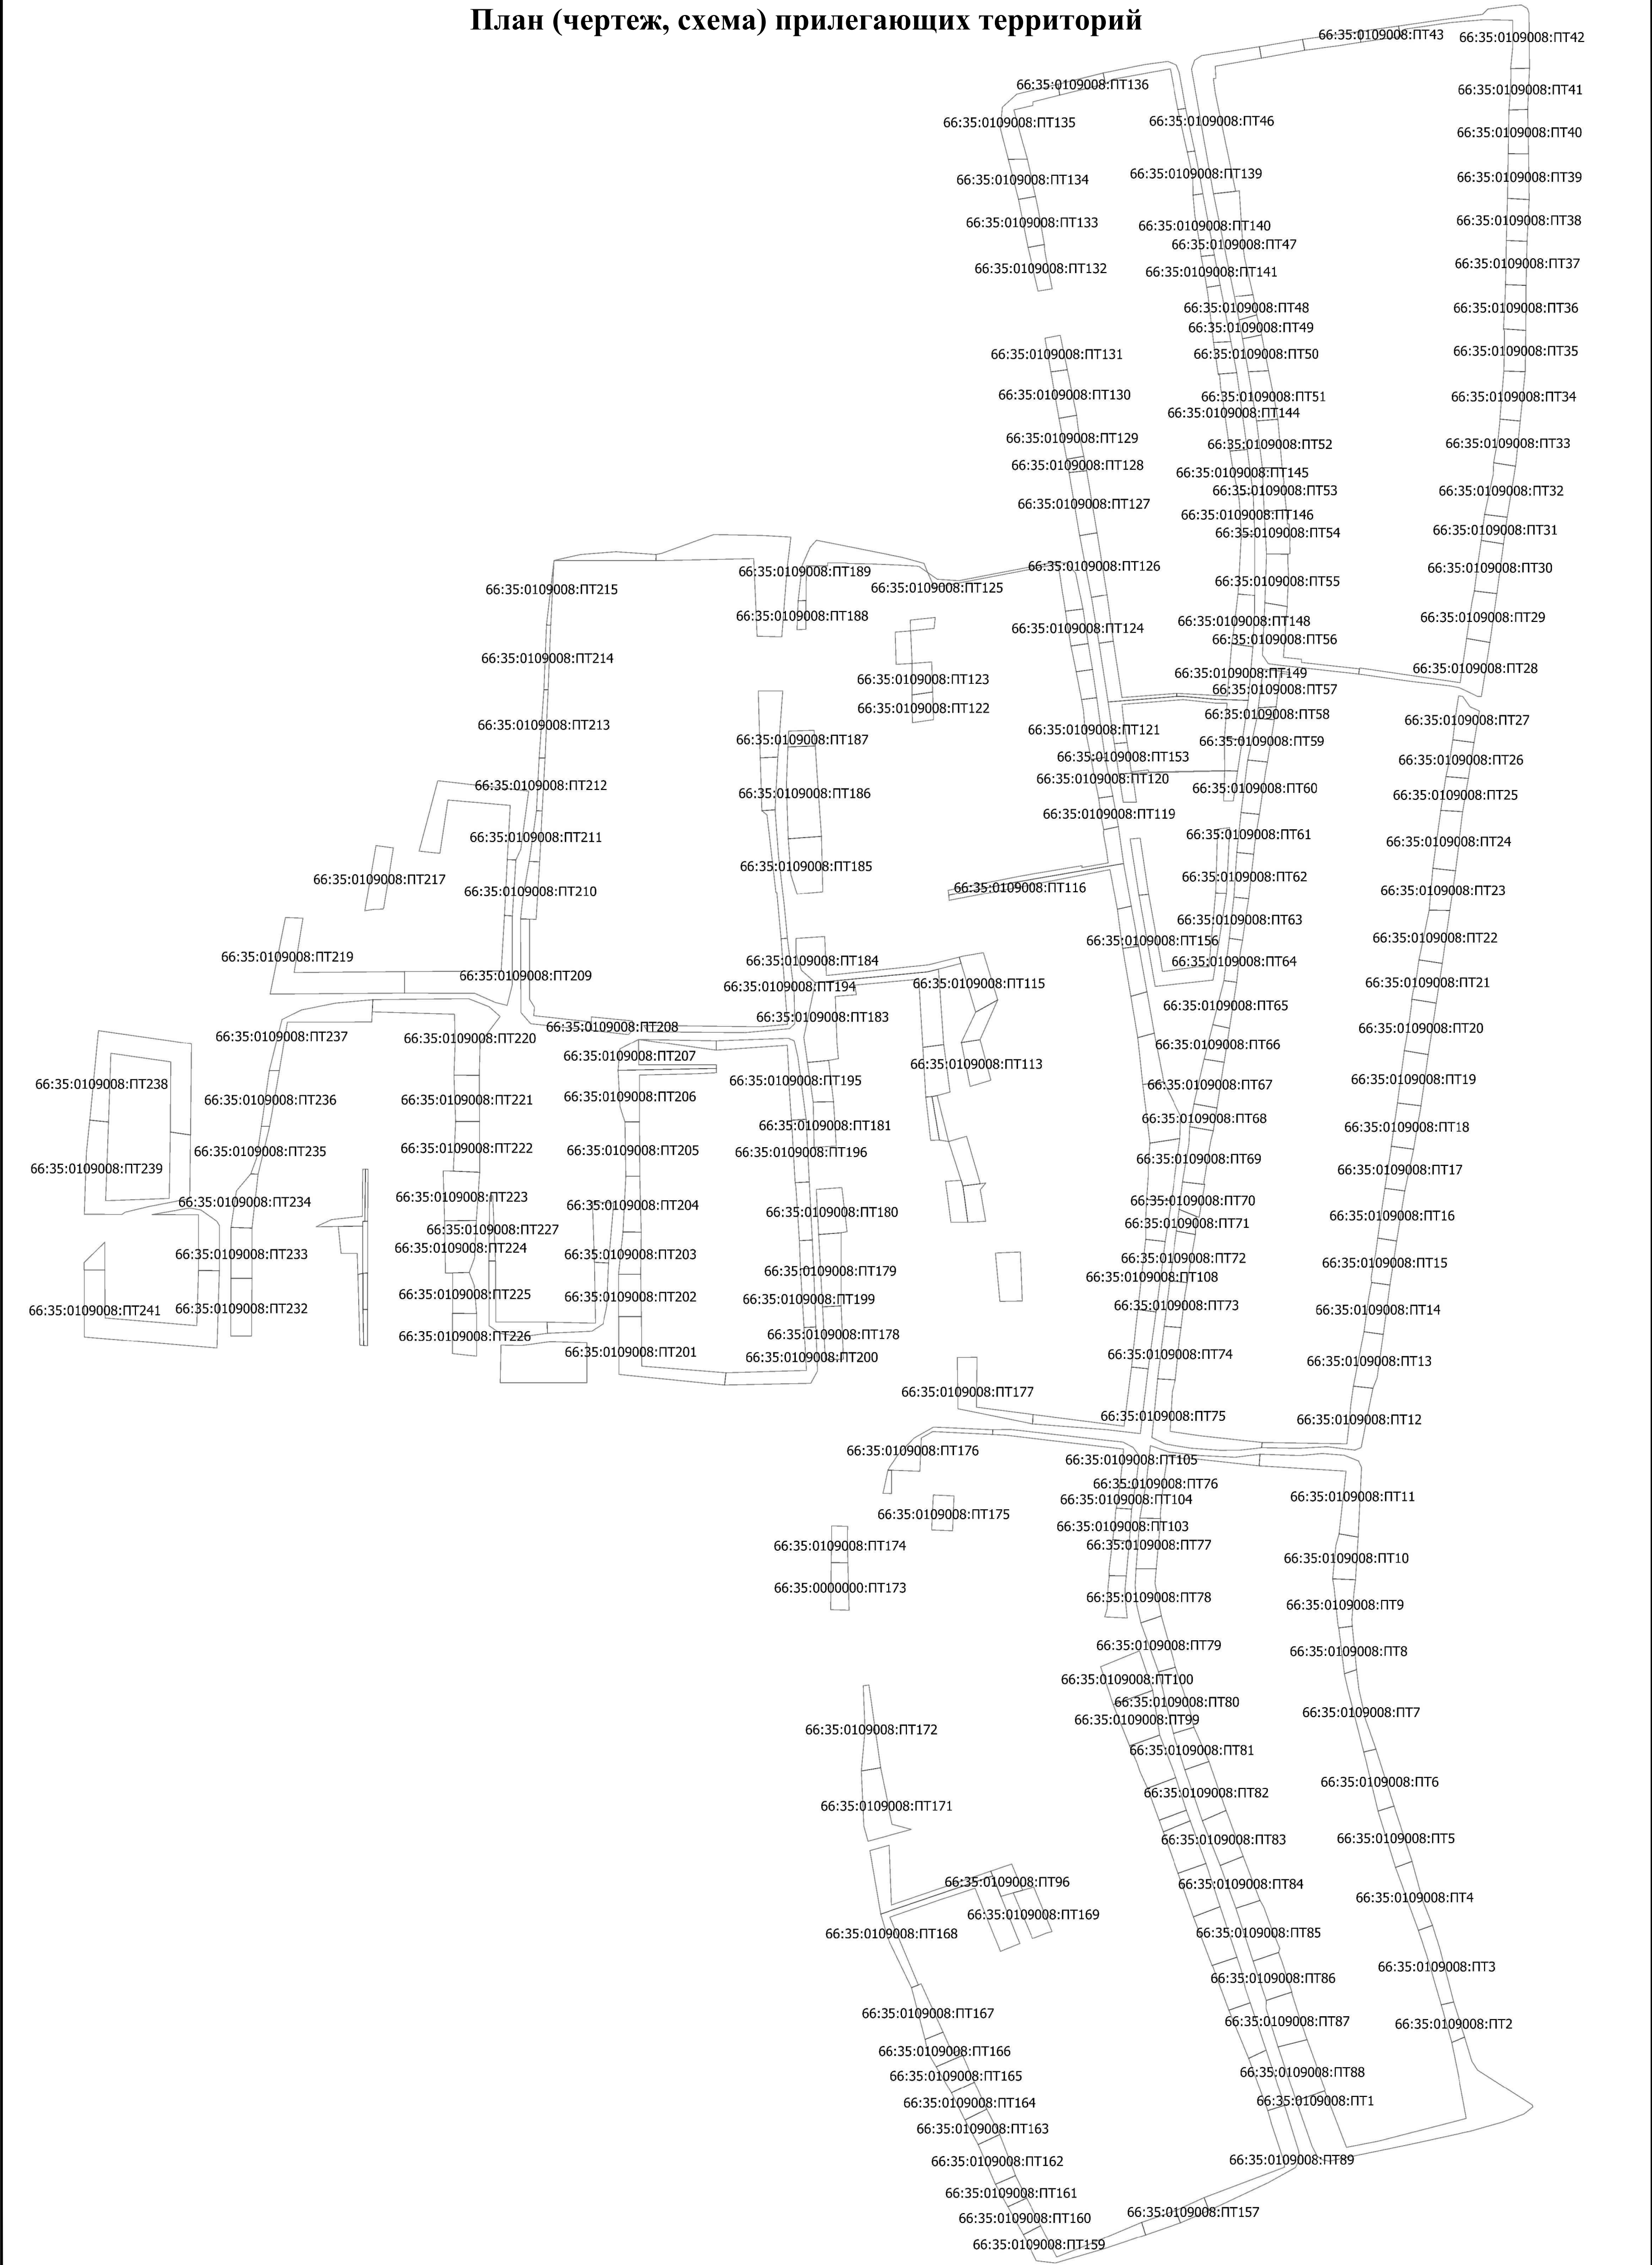 План (чертеж, схема) прилегающих территорий
66:35:0109008:ПТ43
66:35:0109008:ПТ42
66:35:0109008:ПТ136
66:35:0109008:ПТ41
66:35:0109008:ПТ135
66:35:0109008:ПТ46
66:35:0109008:ПТ40
66:35:0109008:ПТ139
66:35:0109008:ПТ39
66:35:0109008:ПТ134
66:35:0109008:ПТ38
66:35:0109008:ПТ133
66:35:0109008:ПТ140
66:35:0109008:ПТ47
66:35:0109008:ПТ37
66:35:0109008:ПТ132
66:35:0109008:ПТ141
66:35:0109008:ПТ48
66:35:0109008:ПТ36
66:35:0109008:ПТ49
66:35:0109008:ПТ35
66:35:0109008:ПТ131
66:35:0109008:ПТ50
66:35:0109008:ПТ130
66:35:0109008:ПТ51
66:35:0109008:ПТ34
66:35:0109008:ПТ144
66:35:0109008:ПТ129
66:35:0109008:ПТ52
66:35:0109008:ПТ33
66:35:0109008:ПТ128
66:35:0109008:ПТ145
66:35:0109008:ПТ53
66:35:0109008:ПТ32
66:35:0109008:ПТ127
66:35:0109008:ПТ146
66:35:0109008:ПТ54
66:35:0109008:ПТ31
66:35:0109008:ПТ126
66:35:0109008:ПТ30
66:35:0109008:ПТ189
66:35:0109008:ПТ55
66:35:0109008:ПТ215
66:35:0109008:ПТ125
66:35:0109008:ПТ188
66:35:0109008:ПТ29
66:35:0109008:ПТ148
66:35:0109008:ПТ124
66:35:0109008:ПТ56
66:35:0109008:ПТ214
66:35:0109008:ПТ28
66:35:0109008:ПТ149
66:35:0109008:ПТ123
66:35:0109008:ПТ57
66:35:0109008:ПТ122
66:35:0109008:ПТ58
66:35:0109008:ПТ27
66:35:0109008:ПТ213
66:35:0109008:ПТ121
66:35:0109008:ПТ187
66:35:0109008:ПТ59
66:35:0109008:ПТ153
66:35:0109008:ПТ26
66:35:0109008:ПТ120
66:35:0109008:ПТ212
66:35:0109008:ПТ60
66:35:0109008:ПТ186
66:35:0109008:ПТ25
66:35:0109008:ПТ119
66:35:0109008:ПТ61
66:35:0109008:ПТ211
66:35:0109008:ПТ24
66:35:0109008:ПТ185
66:35:0109008:ПТ62
66:35:0109008:ПТ217
66:35:0109008:ПТ116
66:35:0109008:ПТ210
66:35:0109008:ПТ23
66:35:0109008:ПТ63
66:35:0109008:ПТ22
66:35:0109008:ПТ156
66:35:0109008:ПТ219
66:35:0109008:ПТ184
66:35:0109008:ПТ64
66:35:0109008:ПТ209
66:35:0109008:ПТ21
66:35:0109008:ПТ115
66:35:0109008:ПТ194
66:35:0109008:ПТ65
66:35:0109008:ПТ183
66:35:0109008:ПТ208
66:35:0109008:ПТ20
66:35:0109008:ПТ237
66:35:0109008:ПТ220
66:35:0109008:ПТ66
66:35:0109008:ПТ207
66:35:0109008:ПТ113
66:35:0109008:ПТ195
66:35:0109008:ПТ19
66:35:0109008:ПТ238
66:35:0109008:ПТ67
66:35:0109008:ПТ206
66:35:0109008:ПТ236
66:35:0109008:ПТ221
66:35:0109008:ПТ68
66:35:0109008:ПТ181
66:35:0109008:ПТ18
66:35:0109008:ПТ222
66:35:0109008:ПТ205
66:35:0109008:ПТ235
66:35:0109008:ПТ196
66:35:0109008:ПТ69
66:35:0109008:ПТ239
66:35:0109008:ПТ17
66:35:0109008:ПТ223
66:35:0109008:ПТ70
66:35:0109008:ПТ234
66:35:0109008:ПТ204
66:35:0109008:ПТ180
66:35:0109008:ПТ16
66:35:0109008:ПТ71
66:35:0109008:ПТ227
66:35:0109008:ПТ224
66:35:0109008:ПТ233
66:35:0109008:ПТ203
66:35:0109008:ПТ72
66:35:0109008:ПТ15
66:35:0109008:ПТ179
66:35:0109008:ПТ108
66:35:0109008:ПТ225
66:35:0109008:ПТ202
66:35:0109008:ПТ199
66:35:0109008:ПТ73
66:35:0109008:ПТ241
66:35:0109008:ПТ232
66:35:0109008:ПТ14
66:35:0109008:ПТ178
66:35:0109008:ПТ226
66:35:0109008:ПТ201
66:35:0109008:ПТ74
66:35:0109008:ПТ200
66:35:0109008:ПТ13
66:35:0109008:ПТ177
66:35:0109008:ПТ75
66:35:0109008:ПТ12
66:35:0109008:ПТ176
66:35:0109008:ПТ105
66:35:0109008:ПТ76
66:35:0109008:ПТ11
66:35:0109008:ПТ104
66:35:0109008:ПТ175
66:35:0109008:ПТ103
66:35:0109008:ПТ174
66:35:0109008:ПТ77
66:35:0109008:ПТ10
66:35:0000000:ПТ173
66:35:0109008:ПТ78
66:35:0109008:ПТ9
66:35:0109008:ПТ79
66:35:0109008:ПТ8
66:35:0109008:ПТ100
66:35:0109008:ПТ80
66:35:0109008:ПТ7
66:35:0109008:ПТ99
66:35:0109008:ПТ172
66:35:0109008:ПТ81
66:35:0109008:ПТ6
66:35:0109008:ПТ82
66:35:0109008:ПТ171
66:35:0109008:ПТ83
66:35:0109008:ПТ5
66:35:0109008:ПТ96
66:35:0109008:ПТ84
66:35:0109008:ПТ4
66:35:0109008:ПТ169
66:35:0109008:ПТ168
66:35:0109008:ПТ85
66:35:0109008:ПТ3
66:35:0109008:ПТ86
66:35:0109008:ПТ167
66:35:0109008:ПТ87
66:35:0109008:ПТ2
66:35:0109008:ПТ166
66:35:0109008:ПТ88
66:35:0109008:ПТ165
66:35:0109008:ПТ1
66:35:0109008:ПТ164
66:35:0109008:ПТ163
66:35:0109008:ПТ89
66:35:0109008:ПТ162
66:35:0109008:ПТ161
66:35:0109008:ПТ157
66:35:0109008:ПТ160
66:35:0109008:ПТ159